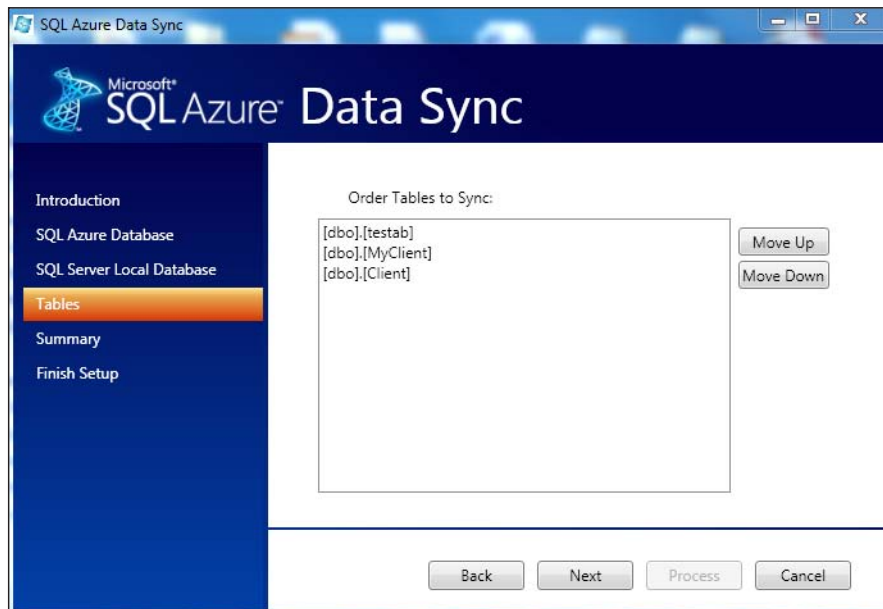 SQL Azure Data Sync
Microsoft®
SQL Azure™ Data Sync
Introduction
SQL Azure Database
SQL Server Local Database
Tables
Summary
Finish Setup
Order Tables to Sync:
[dbo].[testab]
[dbo].[MyClient]
[dbo].[Client]
Move Up
Move Down
Back Next Process Cancel